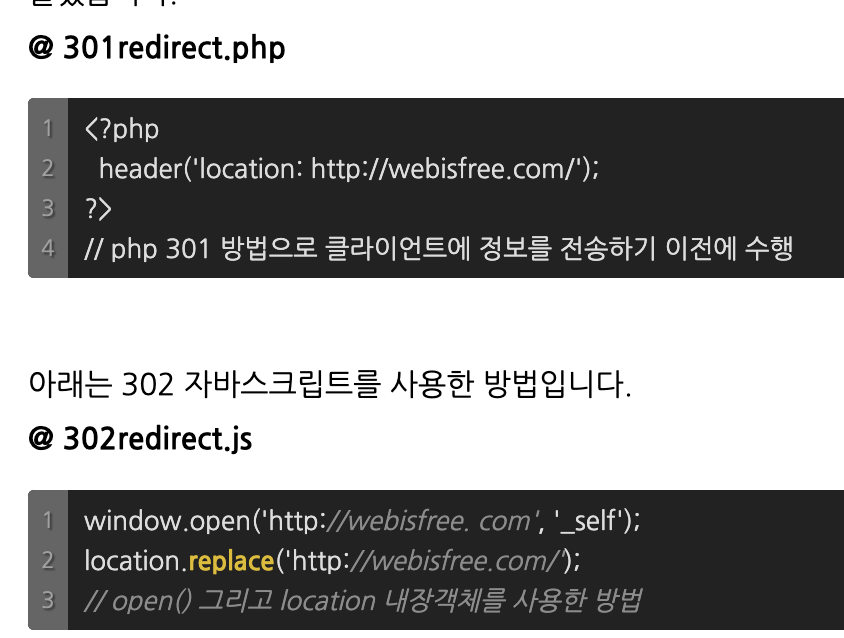 @ 301redirect.php
1 <?php
2 header('location: http://webisfree.com/');
3 ?>
4 // php 301 방법으로 클라이언트에 정보를 전송하기 이전에 수행
아래는 302 자바스크립트를 사용한 방법입니다.
@ 302redirect.js
1 window.open('http://webisfree. com', '_self');
2 location.replace('http://webisfree.com/');
3 // open() 그리고 location 내장객체를 사용한 방법